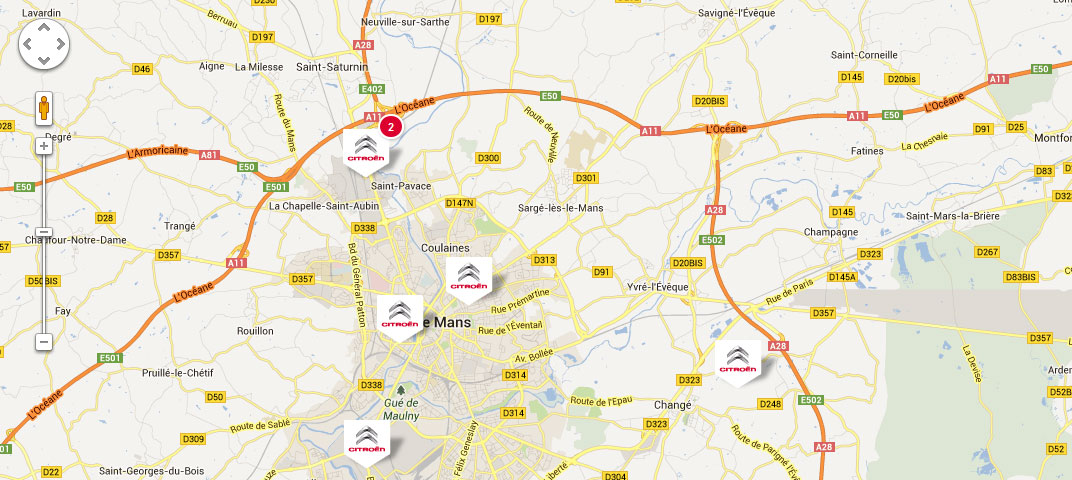 Lavardin
D230
Neuville-sur-Sarthe
D197
Savigné-l'Évêque
Berruau
D197
A28
Saint-Corneille
D46
Aigne
La Milesse
Saint-Saturnin
D145
D20bis
A11
E50
E402
L'Océane
E50
D20BIS
L'Océane
Route du Mans
A11
2
Route de Neuville
A11
L'Océane
A11
E50
D28
Degré
D91
D25
Montfor
L'Armoricaine
A81
CITROËN
D300
Fatines
La Chesnaie
E50
E50
E501
Saint-Pavace
D301
D83
D32
La Chapelle-Saint-Aubin
D147N
Sargé-lès-le-Mans
A28
D145
Saint-Mars-la-Brière
D28
Trangé
D338
Champagne
Chaufour-Notre-Dame
Coulaines
E502
D357
A11
D313
D20BIS
D267
D50BIS
D357
Bd du Général Patton
CITROËN
D91
D145A
D83BIS
L'Océane
Yvré-l'Évêque
Rue de Paris
Fay
Rue Prémartine
D357
D357
CITROËN
e Mans
Rouillon
Rue de l'Éventail
A28
E501
Av. Bollée
CITROËN
La Devise
Pruillé-le-Chétif
D314
D323
Arden
D338
D50
Gué de
Maulny
Route de l'Epau
Changé
D248
E502
D52B
L'Océane
D314
Route de Sablé
D323
D309
CITROËN
Félix Geneslay
Route de Parigné l'Év
A28
Saint-Georges-du-Bois
Liberté
D304
D22